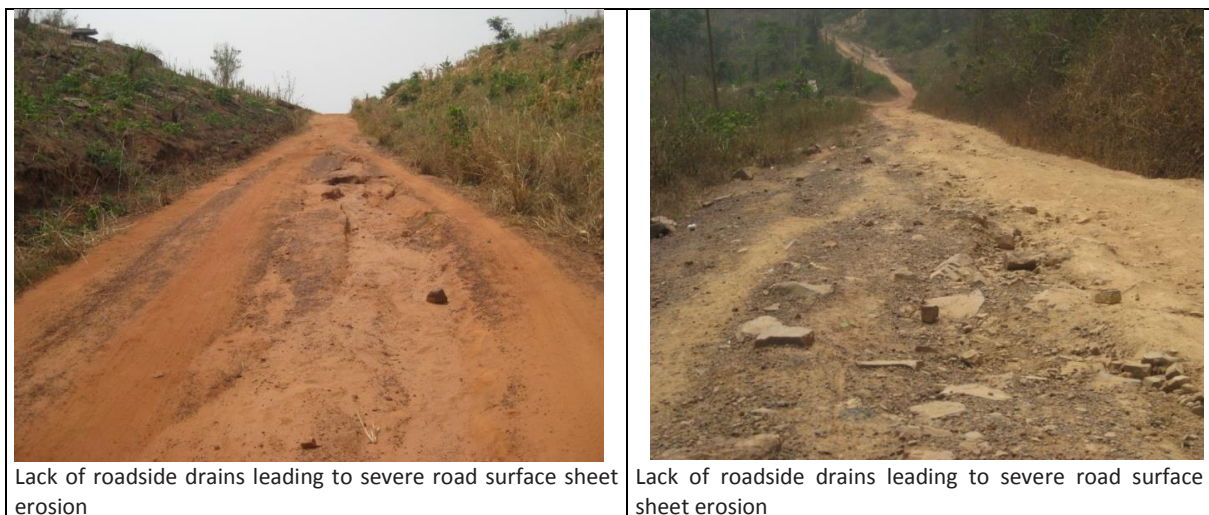 Lack of roadside drains leading to severe road surface sheet
erosion
Lack of roadside drains leading to severe road surface
sheet erosion